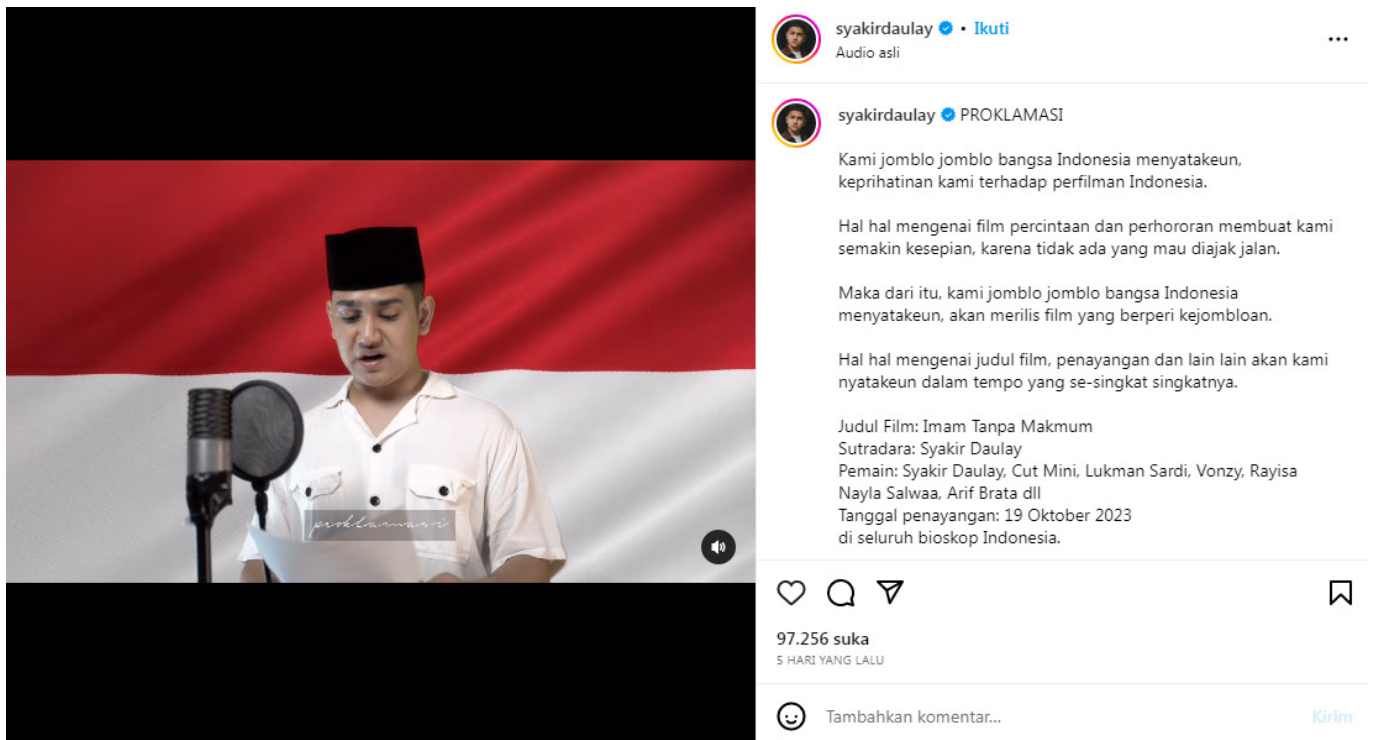 syakirdaulay • Ikuti
Audio asli
syakirdaulay PROKLAMASI
Kami jomblo jomblo bangsa Indonesia menyatakeun,
keprihatinan kami terhadap perfilman Indonesia.
Hal hal mengenai film percintaan dan perhororan membuat kami
semakin kesepian, karena tidak ada yang mau diajak jalan.
Maka dari itu, kami jomblo jomblo bangsa Indonesia
menyatakeun, akan merilis film yang berperi kejombloan.
Hal hal mengenai judul film, penayangan dan lain lain akan kami
nyatakeun dalam tempo yang se-singkat singkatnya.
Judul Film: Imam Tanpa Makmum
Sutradara: Syakir Daulay
Pemain: Syakir Daulay, Cut Mini, Lukman Sardi, Vonzy, Rayisa
Nayla Salwaa, Arif Brata dll
Tanggal penayangan: 19 Oktober 2023
di seluruh bioskop Indonesia.
proklamasi
97.256 suka
5 HARI YANG LALU
Tambahkan komentar...
Kirim